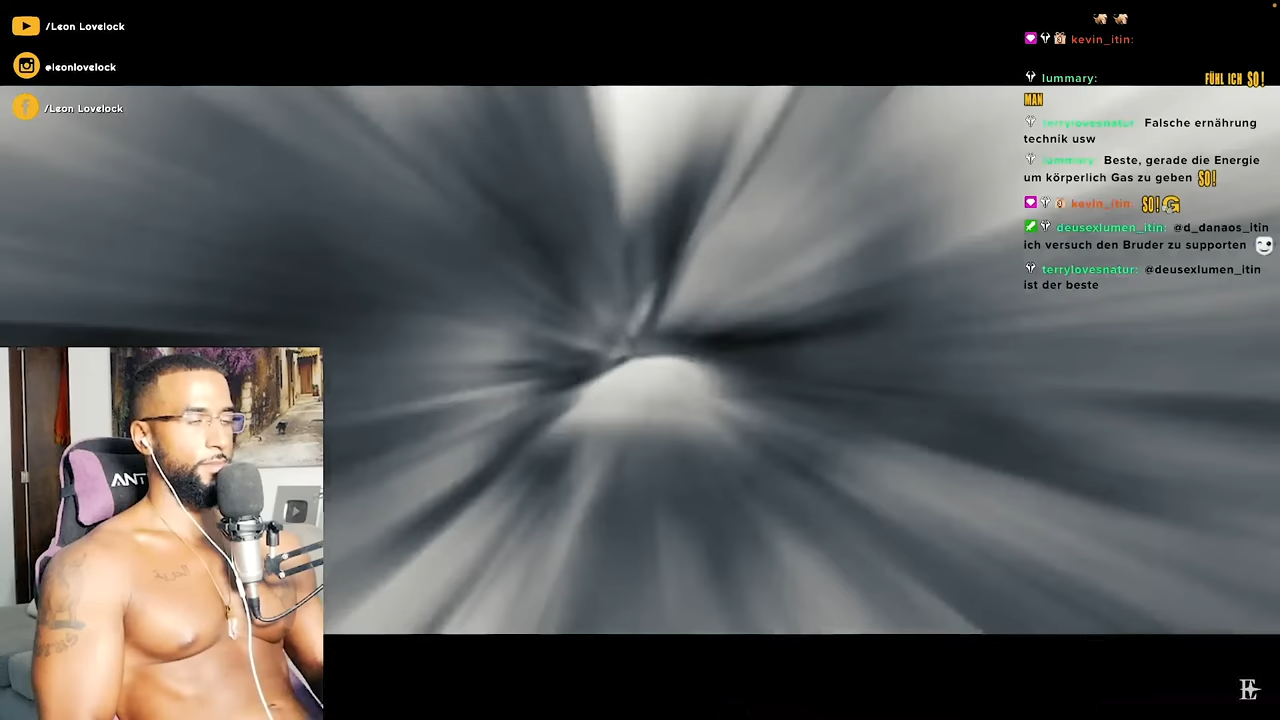 /Leon Lovelock
@leonlovelock
/Leon Lovelock
kevin_itin:
lummary: FÜHL ICH SO!
MAN
terrylovesnatur: Falsche ernährung
technik usw
lummary: Beste, gerade die Energie
um körperlich Gas zu geben SO!
kevin_itin: SO! G
deusexlumen_itin: @d_danaos_itin
ich versuch den Bruder zu supporten
terrylovesnatur: @deusexlumen_itin
ist der beste
ANT